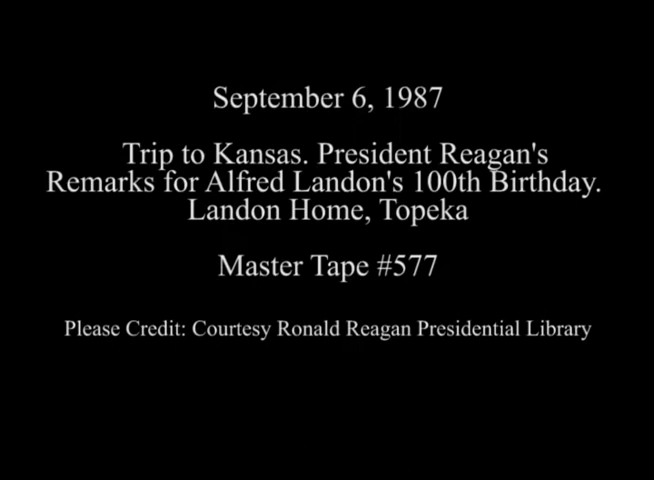 September 6, 1987
Trip to Kansas. President Reagan's
Remarks for Alfred Landon's 100th Birthday.
Landon Home, Topeka
Master Tape #577
Please Credit: Courtesy Ronald Reagan Presidential Library